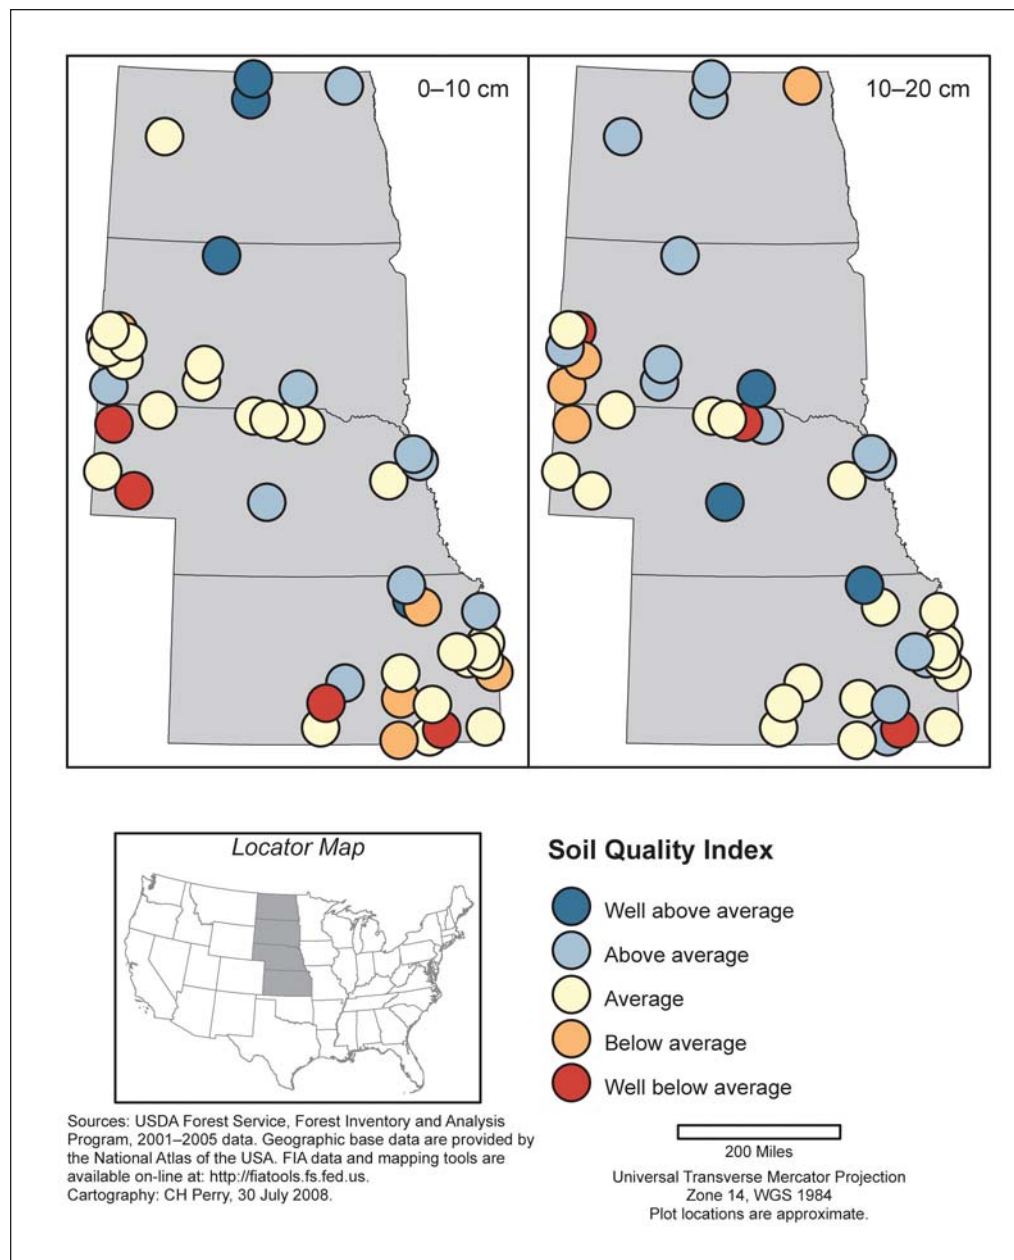 0–10 cm
10–20 cm
Locator Map
Soil Quality Index
Well above average
Above average
Average
Below average
Well below average
Sources: USDA Forest Service, Forest Inventory and Analysis
Program, 2001–2005 data. Geographic base data are provided by
the National Atlas of the USA. FIA data and mapping tools are
available on-line at: http://fiatools.fs.fed.us.
Cartography: CH Perry, 30 July 2008.
200 Miles
Universal Transverse Mercator Projection
Zone 14, WGS 1984
Plot locations are approximate.